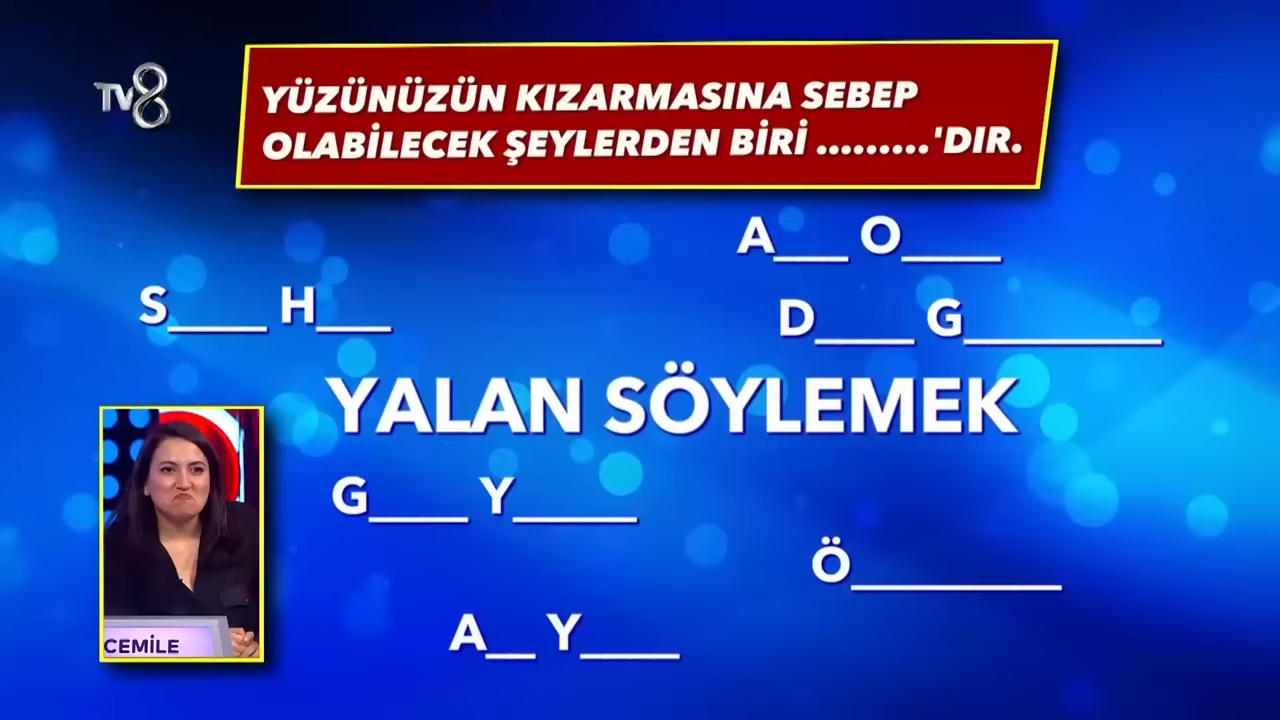 TV8
YÜZÜNÜZÜN KIZARMASINA SEBEP
OLABİLECEK ŞEYLERDEN BİRİ .........'DIR.
A___ O____
S____ H___
D____ G________
YALAN SÖYLEMEK
G____ Y_____
Ö_________
A__ Y____
CEMİLE